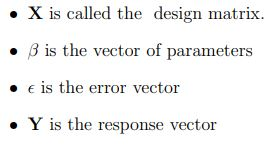 • X is called the design matrix.
• β is the vector of parameters
• ϵ is the error vector
• Y is the response vector